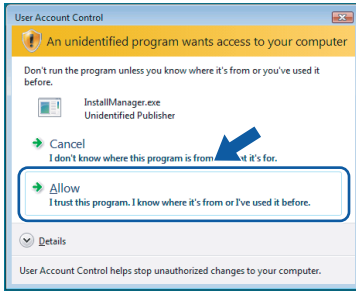 User Account Control
An unidentified program wants access to your computer
Don't run the program unless you know where it's from or you've used it
before.
InstallManager.exe
Unidentified Publisher
Cancel
I don't know where this program is from it's for.
Allow
I trust this program. I know where it's from or I've used it before.
Details
User Account Control helps stop unauthorized changes to your computer.